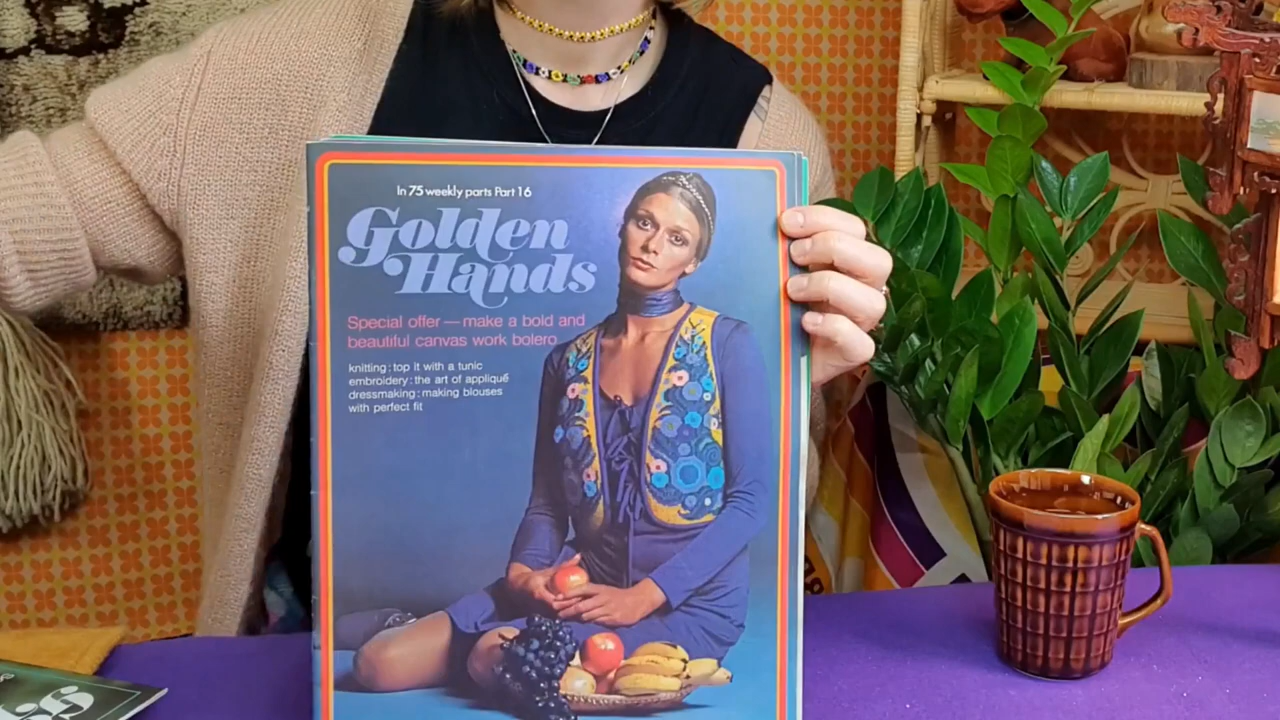 In 75 weekly parts Part 16
Golden
Hands
Special offer — make a bold and
beautiful canvas work bolero
knitting : top it with a tunic
embroidery : the art of appliqué
dressmaking : making blouses
with perfect fit